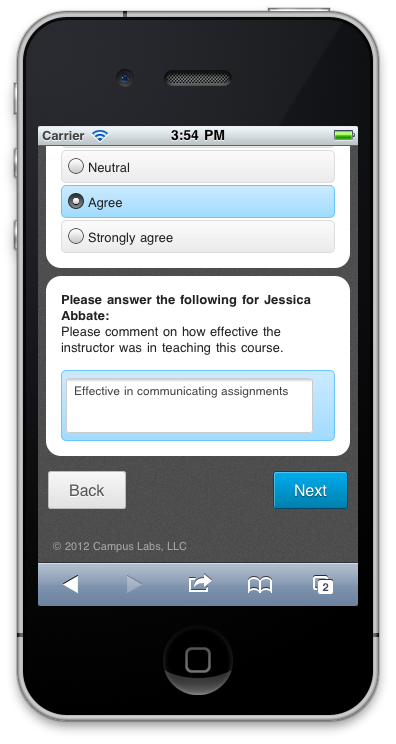 Carrier 3:54 PM
Neutral
Agree
Strongly agree
Please answer the following for Jessica
Abbate:
Please comment on how effective the
instructor was in teaching this course.
Effective in communicating assignments
Back Next
© 2012 Campus Labs, LLC
2